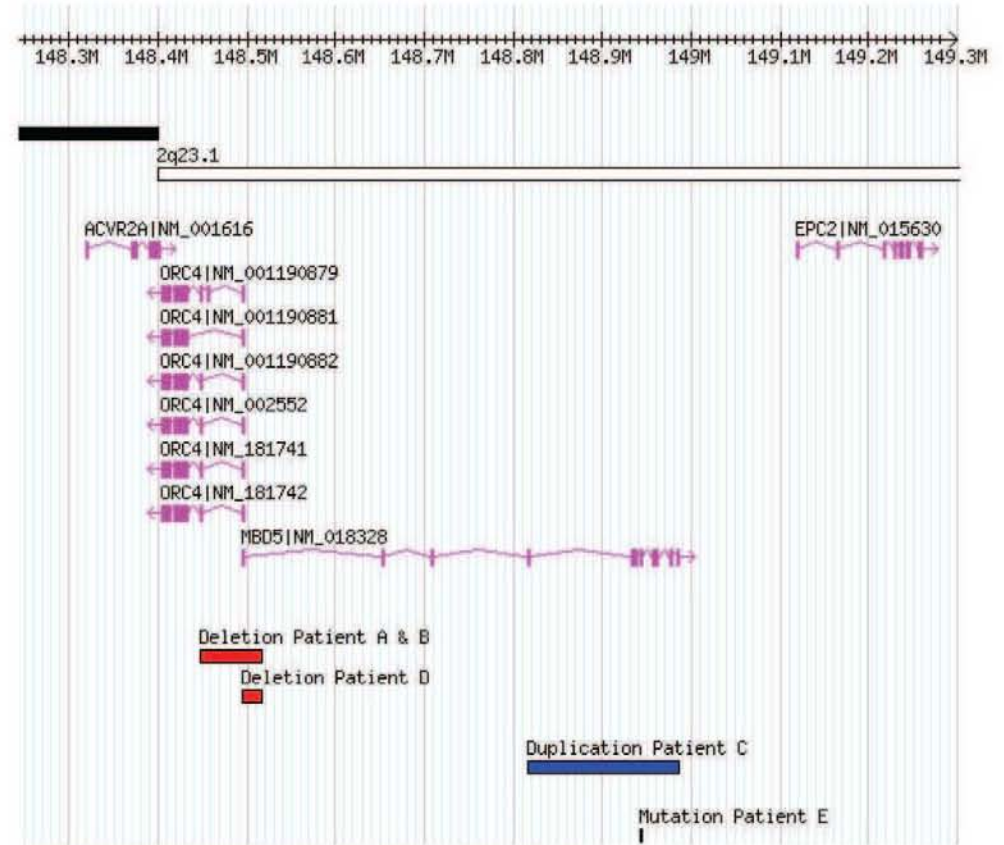 148.3M 148.4M 148.5M 148.6M 148.7M 148.8M 148.9M 149M 149.1M 149.2M 149.3M
2q23.1
ACVR2A|NM_001616 EPC2|NM_015630
ORC4|NM_001190879
ORC4|NM_001190881
ORC4|NM_001190882
ORC4|NM_002552
ORC4|NM_181741
ORC4|NM_181742
MBD5|NM_018328
Deletion Patient A & B
Deletion Patient D
Duplication Patient C
Mutation Patient E